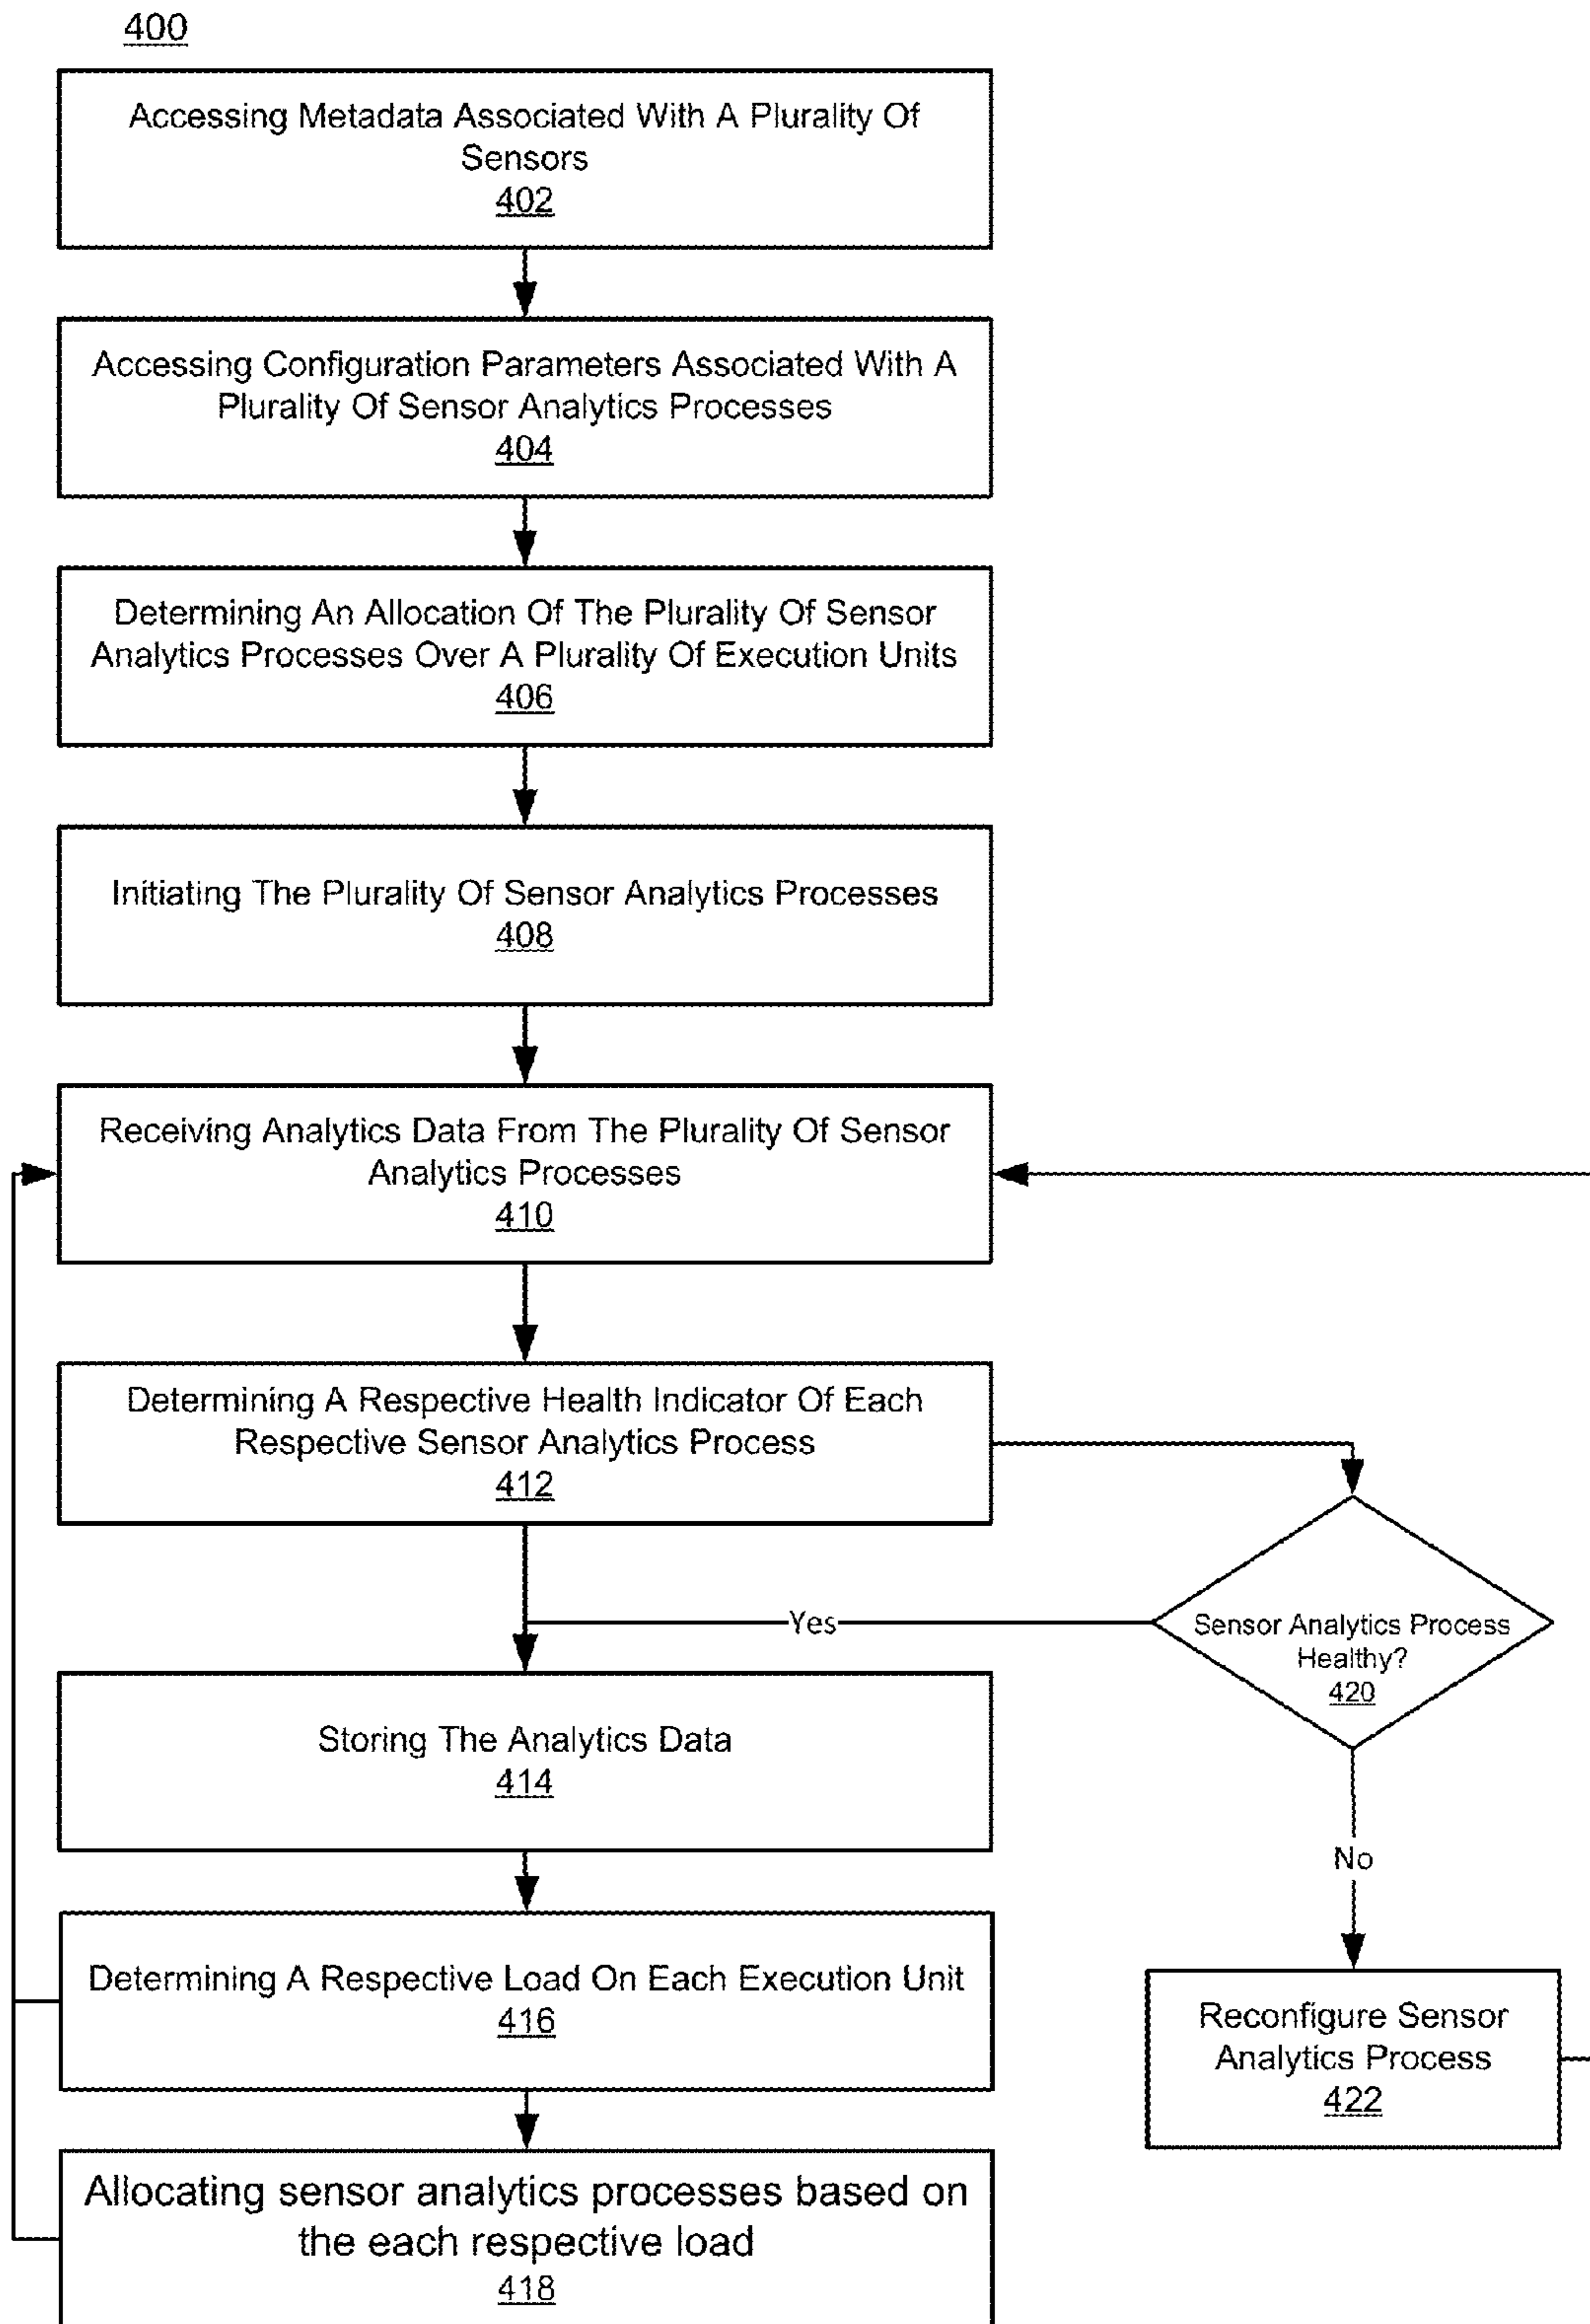 400
Accessing Metadata Associated With A Plurality Of
Sensors
402
Accessing Configuration Parameters Associated With A
Plurality Of Sensor Analytics Processes
404
Determining An Allocation Of The Plurality Of Sensor
Analytics Processes Over A Plurality Of Execution Units
406
Initiating The Plurality Of Sensor Analytics Processes
408
Receiving Analytics Data From The Plurality Of Sensor
Analytics Processes
410
Determining A Respective Health Indicator Of Each
Respective Sensor Analytics Process
412
Yes
Sensor Analytics Process
Healthy?
420
Storing The Analytics Data
414
No
Determining A Respective Load On Each Execution Unit
416
Reconfigure Sensor
Analytics Process
422
Allocating sensor analytics processes based on
the each respective load
418